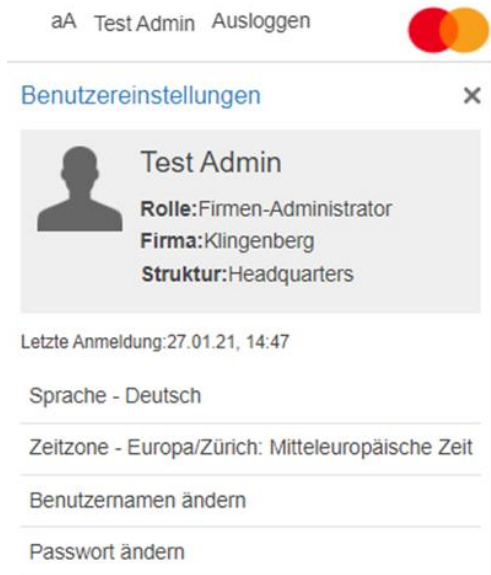 aA Test Admin Ausloggen
Benutzereinstellungen ×
Test Admin
Rolle:Firmen-Administrator
Firma:Klingenberg
Struktur:Headquarters
Letzte Anmeldung:27.01.21, 14:47
Sprache - Deutsch
Zeitzone - Europa/Zürich: Mitteleuropäische Zeit
Benutzernamen ändern
Passwort ändern